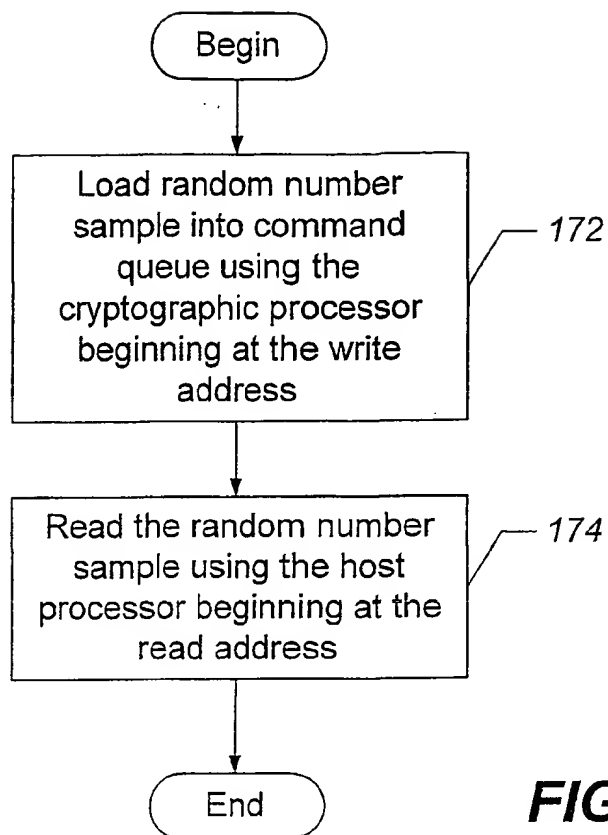 Begin
Load random number
sample into command
queue using the
cryptographic processor
beginning at the write
address
172
Read the random number
sample using the host
processor beginning at the
read address
174
End
FIG